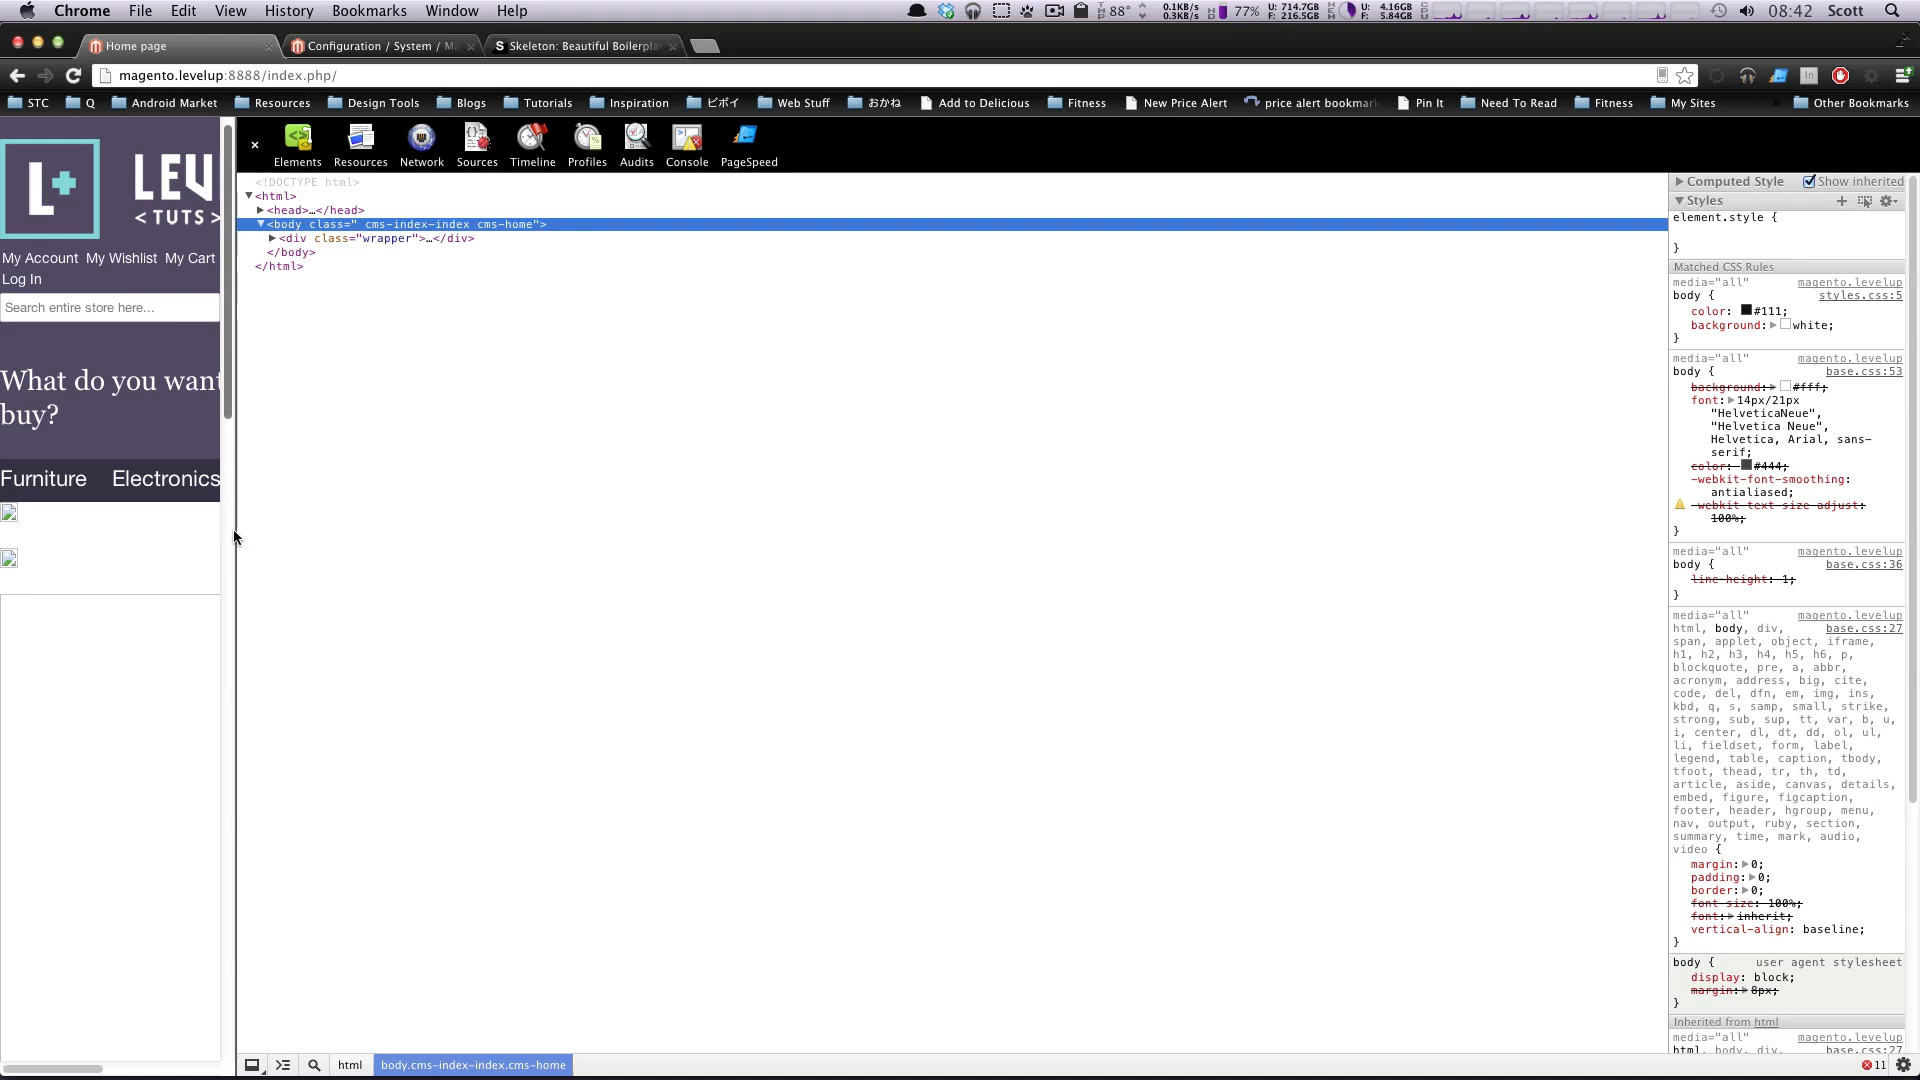 Chrome File Edit View History Bookmarks Window Help 88° 0.1KB/s 0.3KB/s 77% U: 714.7GB F: 216.5GB U: 4.16GB F: 5.84GB 08:42 Scott
Home page Configuration / System / Ma Skeleton: Beautiful Boilerplat
magento.levelup:8888/index.php/
STC Q Android Market Resources Design Tools Blogs Tutorials Inspiration ビボイ Web Stuff おかね Add to Delicious Fitness New Price Alert price alert bookmar Pin It Need To Read Fitness My Sites » Other Bookmarks
LEV
< TUTS >
My Account My Wishlist My Cart
Log In
Search entire store here...
What do you want
buy?
Furniture Electronics
Elements Resources Network Sources Timeline Profiles Audits Console PageSpeed
<!DOCTYPE html>
<html>
<head>…</head>
<body class=" cms-index-index cms-home">
<div class="wrapper">…</div>
</body>
</html>
html body.cms-index-index.cms-home
Computed Style Show inherited
Styles
element.style {
}
Matched CSS Rules
media="all" magento.levelup
body { styles.css:5
color: #111;
background: white;
}
media="all" magento.levelup
body { base.css:53
background: #fff;
font: 14px/21px
"HelveticaNeue",
"Helvetica Neue",
Helvetica, Arial, sans-
serif;
color: #444;
-webkit-font-smoothing:
antialiased;
-webkit-text-size-adjust:
100%;
}
media="all" magento.levelup
body { base.css:36
line-height: 1;
}
media="all" magento.levelup
html, body, div, base.css:27
span, applet, object, iframe,
h1, h2, h3, h4, h5, h6, p,
blockquote, pre, a, abbr,
acronym, address, big, cite,
code, del, dfn, em, img, ins,
kbd, q, s, samp, small, strike,
strong, sub, sup, tt, var, b, u,
i, center, dl, dt, dd, ol, ul,
li, fieldset, form, label,
legend, table, caption, tbody,
tfoot, thead, tr, th, td,
article, aside, canvas, details,
embed, figure, figcaption,
footer, header, hgroup, menu,
nav, output, ruby, section,
summary, time, mark, audio,
video {
margin: 0;
padding: 0;
border: 0;
font-size: 100%;
font: inherit;
vertical-align: baseline;
}
body { user agent stylesheet
display: block;
margin: 8px;
}
Inherited from html
media="all" magento.levelup
html, body, div, base.css:27
11